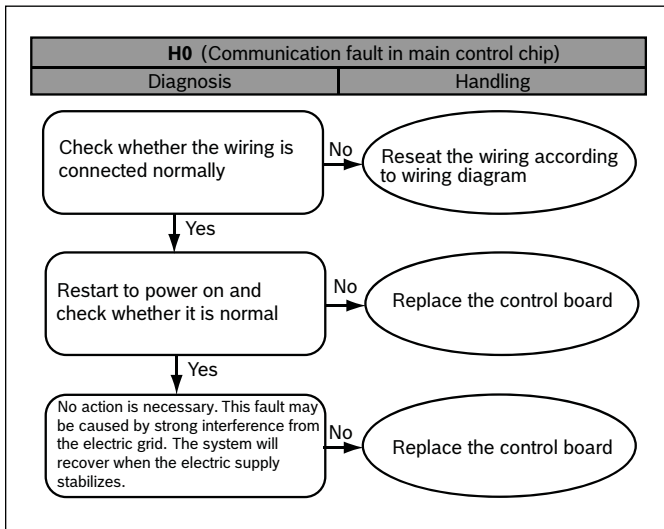 H0 (Communication fault in main control chip)
Diagnosis
Handling
Check whether the wiring is
connected normally
No
Reseat the wiring according
to wiring diagram
Yes
Restart to power on and
check whether it is normal
No
Replace the control board
Yes
No action is necessary. This fault may
be caused by strong interference from
the electric grid. The system will
recover when the electric supply
stabilizes.
No
Replace the control board